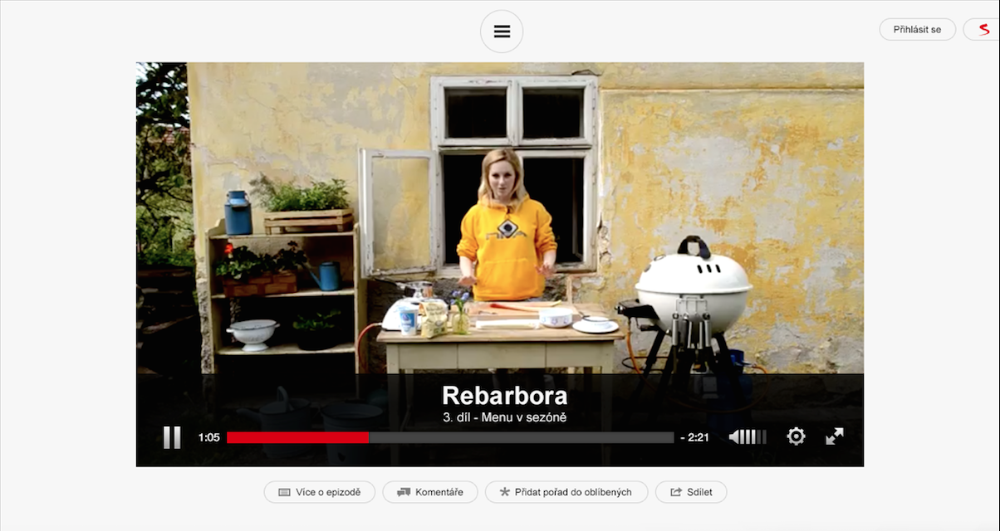 Přihlásit se
Rebarbora
3. díl - Menu v sezóně
1:05
- 2:21
Více o epizodě
Komentáře
Přidat pořad do oblíbených
Sdílet